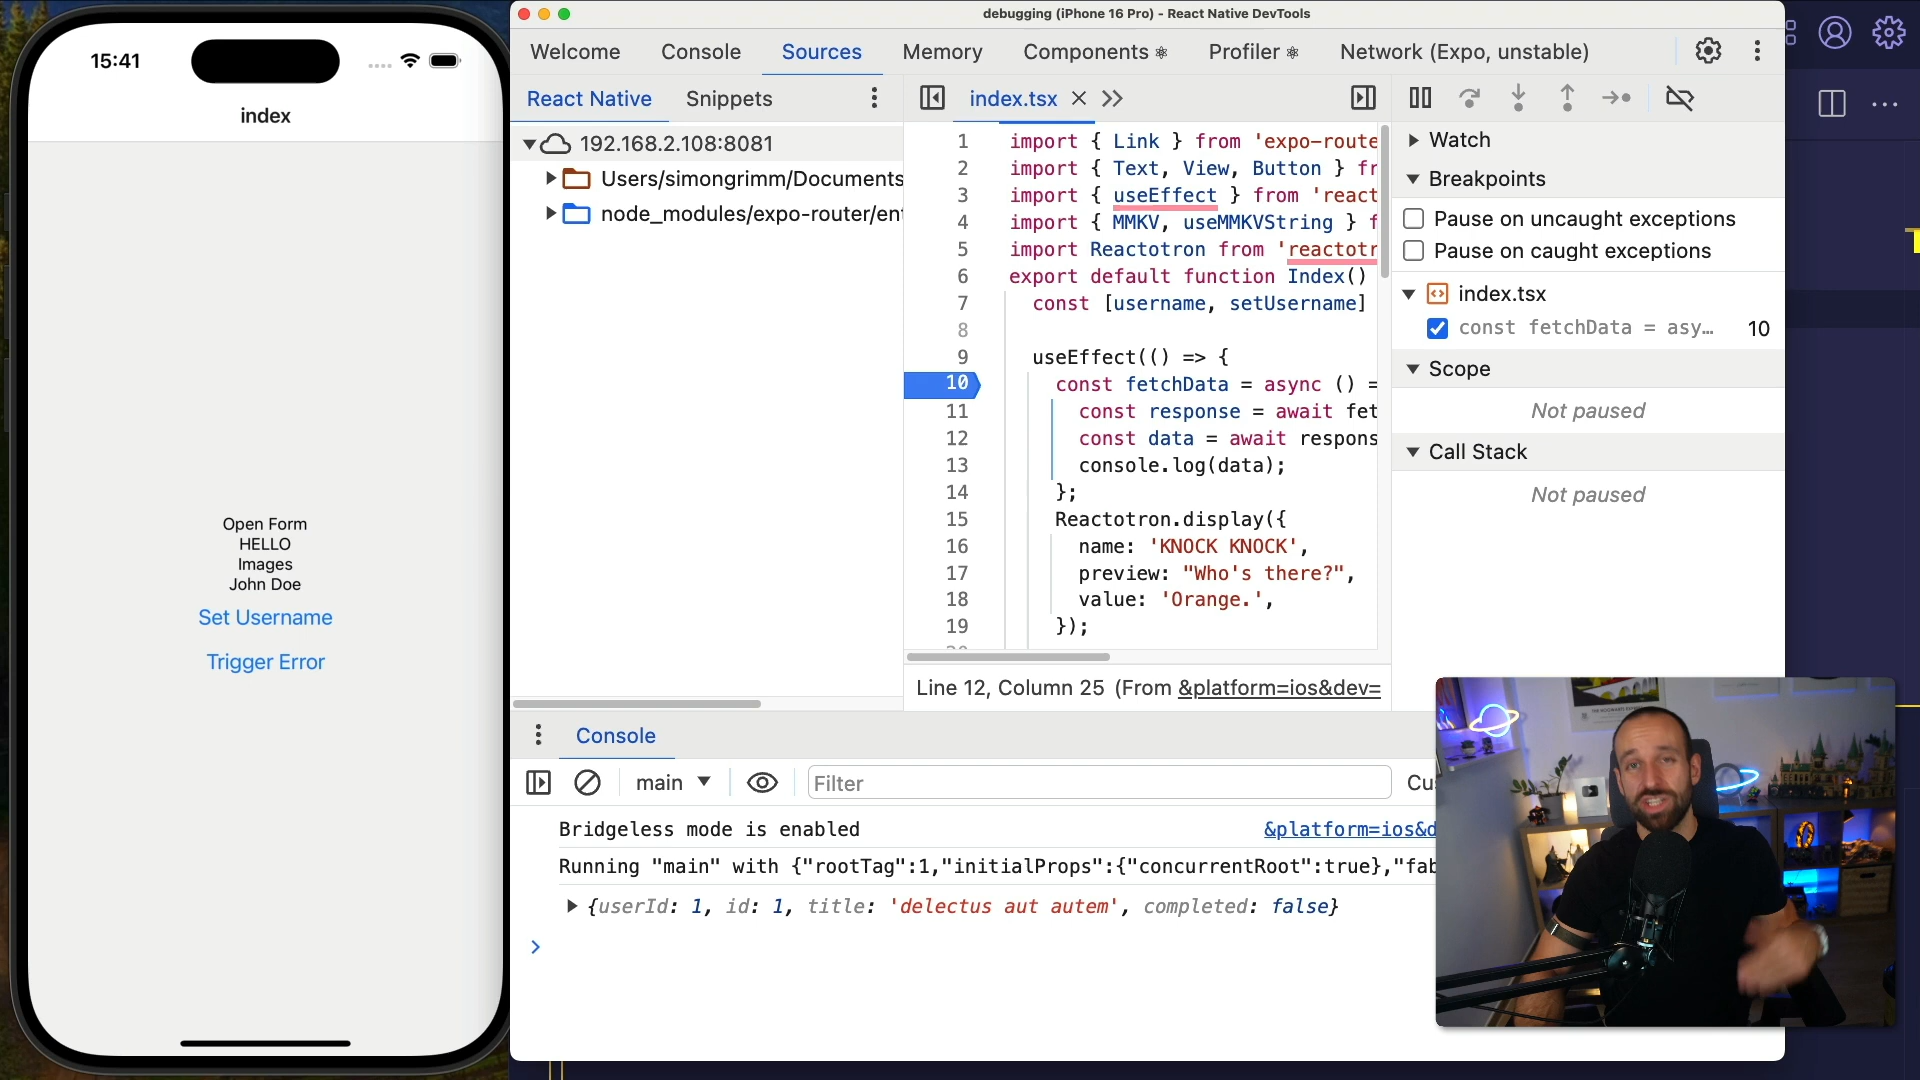 15:41
index
Open Form
HELLO
Images
John Doe
Set Username
Trigger Error
debugging (iPhone 16 Pro) - React Native DevTools
Welcome
Console
Sources
Memory
Components ⚛
Profiler ⚛
Network (Expo, unstable)
React Native
Snippets
192.168.2.108:8081
Users/simongrimm/Documents
node_modules/expo-router/en
index.tsx
1 import { Link } from 'expo-route
2 import { Text, View, Button } fr
3 import { useEffect } from 'react
4 import { MMKV, useMMKVString } f
5 import Reactotron from 'reactotr
6 export default function Index()
7 const [username, setUsername]
8
9 useEffect(() => {
10 const fetchData = async () =
11 const response = await fet
12 const data = await respons
13 console.log(data);
14 };
15 Reactotron.display({
16 name: 'KNOCK KNOCK',
17 preview: "Who's there?",
18 value: 'Orange.',
19 });
Line 12, Column 25 (From &platform=ios&dev=
Watch
Breakpoints
Pause on uncaught exceptions
Pause on caught exceptions
index.tsx
const fetchData = asy… 10
Scope
Not paused
Call Stack
Not paused
Console
main
Filter
Cu
Bridgeless mode is enabled
&platform=ios&d
Running "main" with {"rootTag":1,"initialProps":{"concurrentRoot":true},"fab
{userId: 1, id: 1, title: 'delectus aut autem', completed: false}